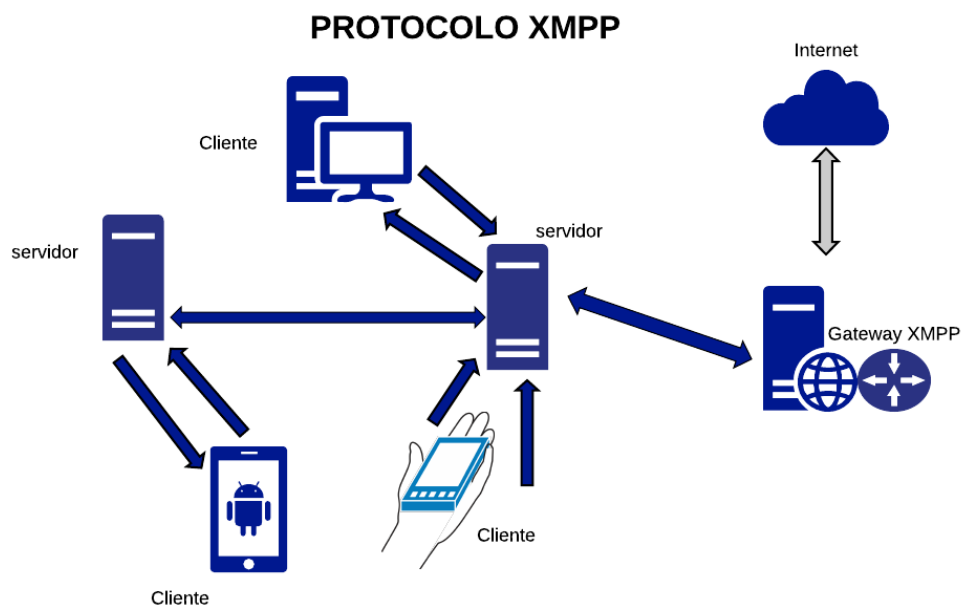 PROTOCOLO XMPP
Internet
Cliente
servidor
servidor
Gateway XMPP
Cliente
Cliente